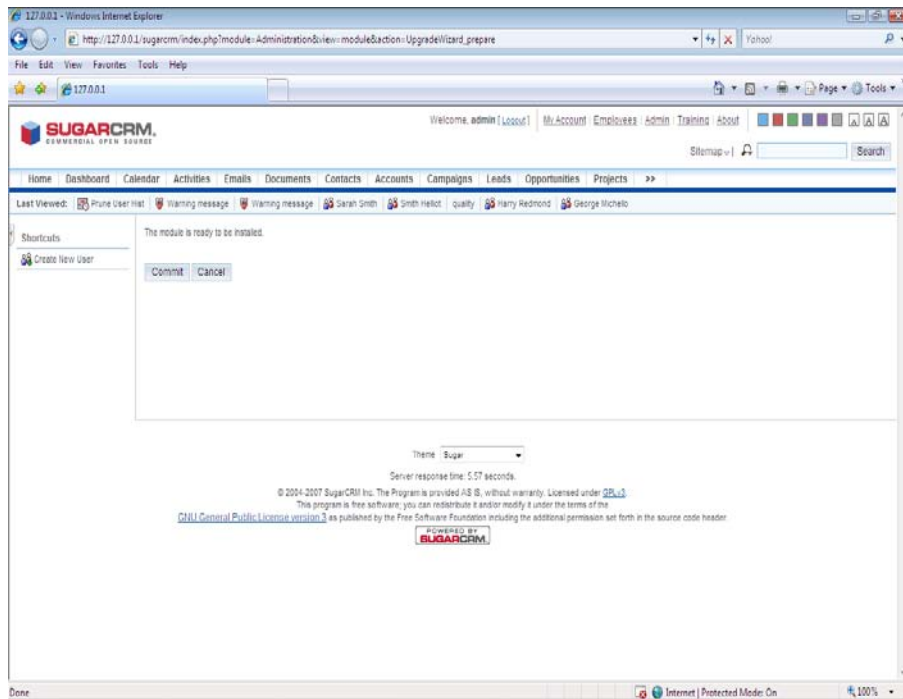 127.0.0.1 - Windows Internet Explorer
http://127.0.0.1/sugarcrm/index.php?module=Administration&view=module&action=UpgradeWizard_prepare
Yahoo!
File Edit View Favorites Tools Help
127.0.0.1
Page Tools
SUGARCRM.
COMMERCIAL OPEN SOURCE
Welcome, admin [ Logout ] My Account Employees Admin Training About
A A A
Sitemap Search
Home Dashboard Calendar Activities Emails Documents Contacts Accounts Campaigns Leads Opportunities Projects >>
Last Viewed: Prune User Hist Warning message Warning message Sarah Smith Smith Helliot quality Harry Redmond George Michelo
Shortcuts
Create New User
The module is ready to be installed.
Commit Cancel
Theme Sugar
Server response time: 5.57 seconds.
© 2004-2007 SugarCRM Inc. The Program is provided AS IS, without warranty. Licensed under GPLv3.
This program is free software; you can redistribute it and/or modify it under the terms of the
GNU General Public License version 3 as published by the Free Software Foundation including the additional permission set forth in the source code header.
POWERED BY
SUGARCRM.
Done
Internet | Protected Mode: On
100%